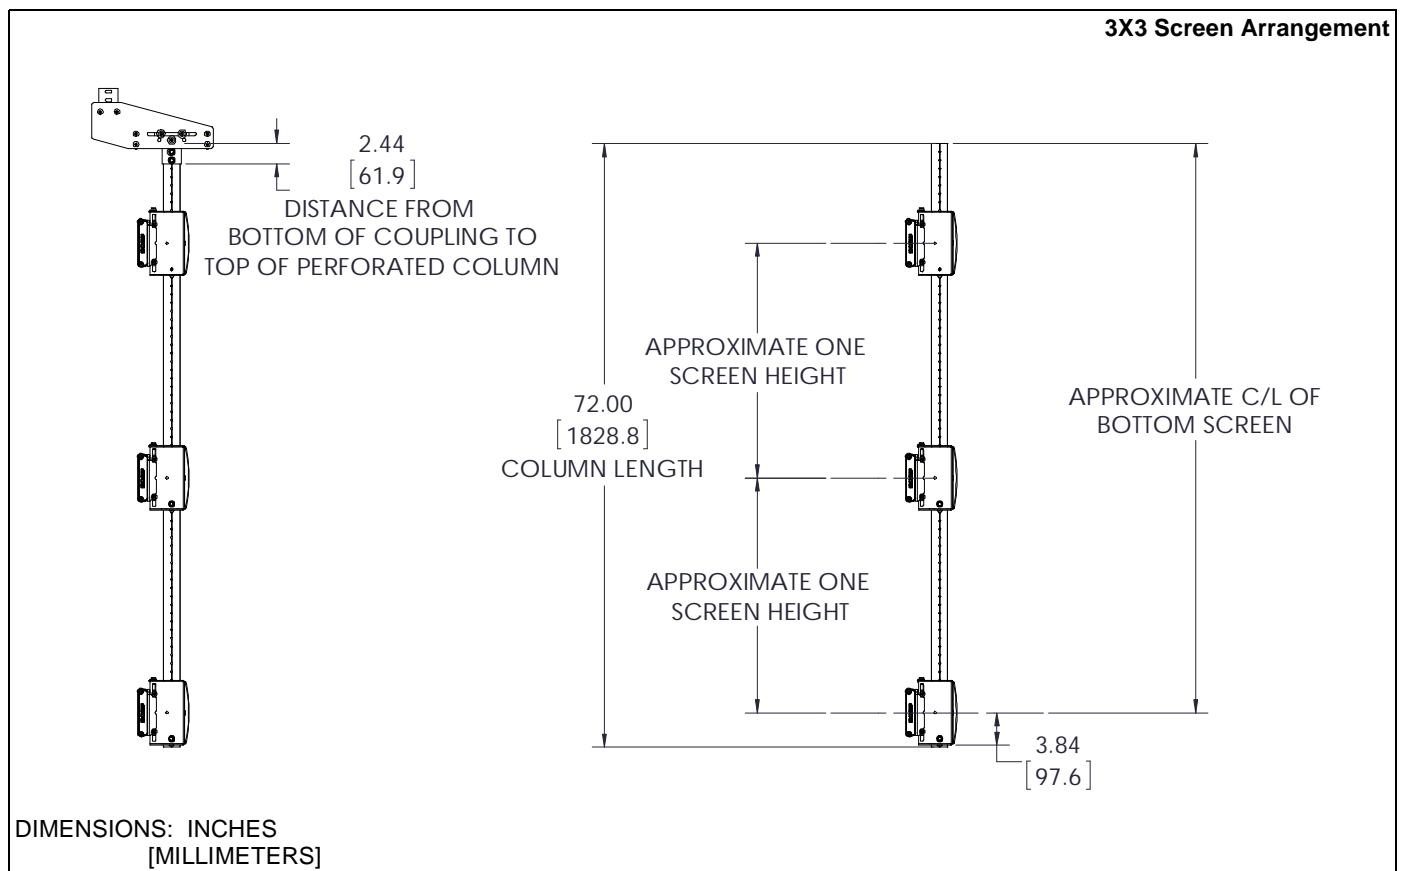 3X3 Screen Arrangement
2.44
[61.9]
DISTANCE FROM
BOTTOM OF COUPLING TO
TOP OF PERFORATED COLUMN
APPROXIMATE ONE
SCREEN HEIGHT
72.00
[1828.8]
COLUMN LENGTH
APPROXIMATE C/L OF
BOTTOM SCREEN
APPROXIMATE ONE
SCREEN HEIGHT
3.84
[97.6]
DIMENSIONS: INCHES
[MILLIMETERS]